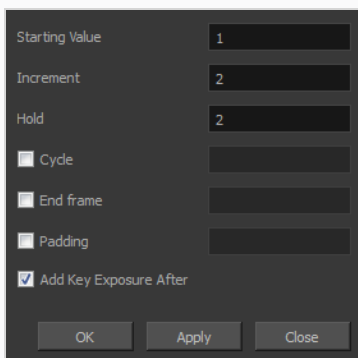 Starting Value 1
Increment 2
Hold 2
Cycle
End frame
Padding
Add Key Exposure After
OK Apply Close